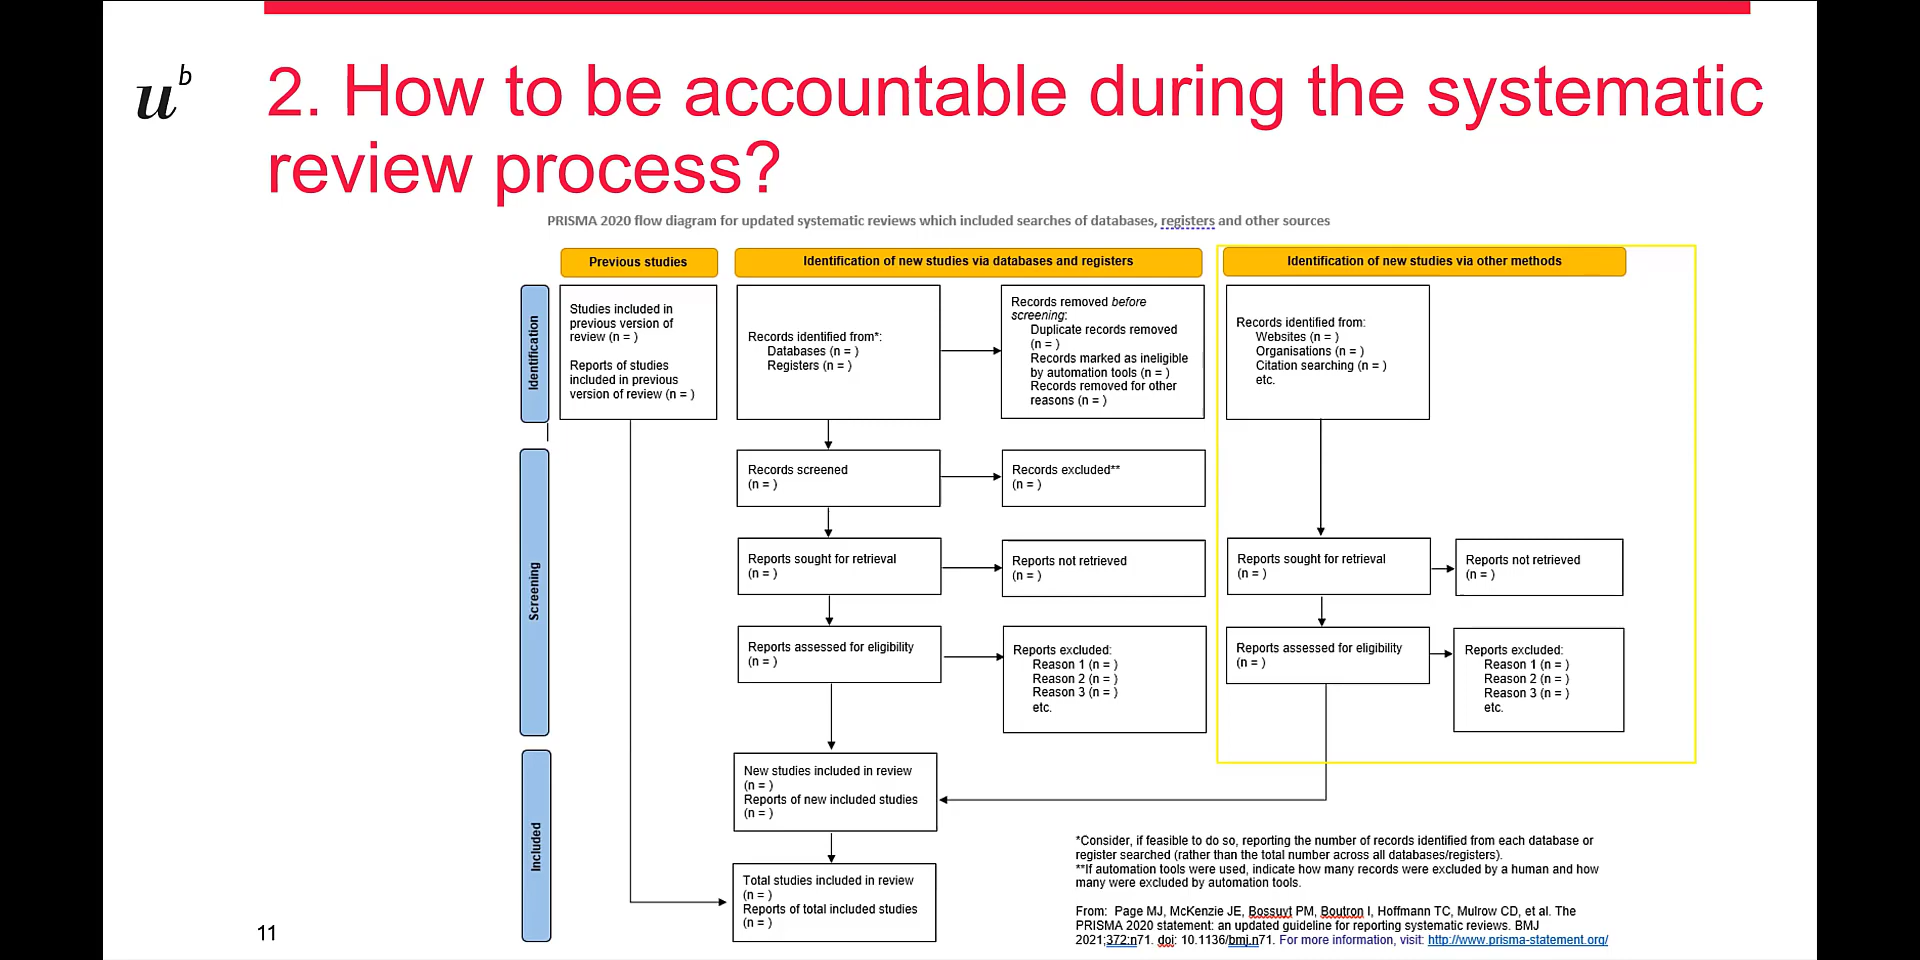 u b
2. How to be accountable during the systematic
review process?
PRISMA 2020 flow diagram for updated systematic reviews which included searches of databases, registers and other sources
Previous studies
Identification of new studies via databases and registers
Identification of new studies via other methods
Identification
Studies included in
previous version of
review (n = )
Reports of studies
included in previous
version of review (n = )
Records identified from*:
Databases (n = )
Registers (n = )
Records removed before
screening:
Duplicate records removed
(n = )
Records marked as ineligible
by automation tools (n = )
Records removed for other
reasons (n = )
Records identified from:
Websites (n = )
Organisations (n = )
Citation searching (n = )
etc.
Screening
Records screened
(n = )
Records excluded**
(n = )
Reports sought for retrieval
(n = )
Reports not retrieved
(n = )
Reports sought for retrieval
(n = )
Reports not retrieved
(n = )
Reports assessed for eligibility
(n = )
Reports excluded:
Reason 1 (n = )
Reason 2 (n = )
Reason 3 (n = )
etc.
Reports assessed for eligibility
(n = )
Reports excluded:
Reason 1 (n = )
Reason 2 (n = )
Reason 3 (n = )
etc.
Included
New studies included in review
(n = )
Reports of new included studies
(n = )
Total studies included in review
(n = )
Reports of total included studies
(n = )
*Consider, if feasible to do so, reporting the number of records identified from each database or
register searched (rather than the total number across all databases/registers).
**If automation tools were used, indicate how many records were excluded by a human and how
many were excluded by automation tools.
From: Page MJ, McKenzie JE, Bossuyt PM, Boutron I, Hoffmann TC, Mulrow CD, et al. The
PRISMA 2020 statement: an updated guideline for reporting systematic reviews. BMJ
2021;372:n71. doi: 10.1136/bmj.n71. For more information, visit: http://www.prisma-statement.org/
11